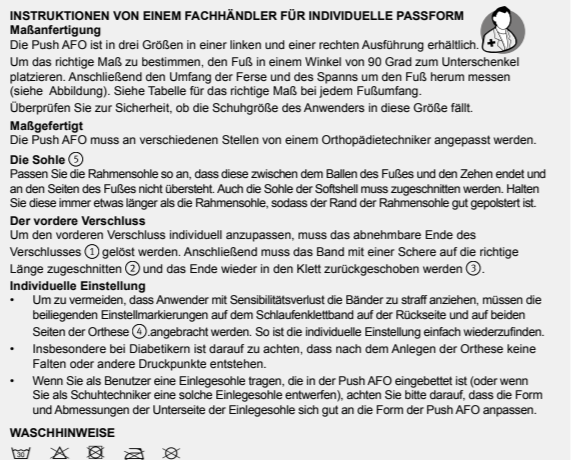 INSTRUKTIONEN VON EINEM FACHHÄNDLER FÜR INDIVIDUELLE PASSFORM
Maßanfertigung
Die Push AFO ist in drei Größen in einer linken und einer rechten Ausführung erhältlich.
Um das richtige Maß zu bestimmen, den Fuß in einem Winkel von 90 Grad zum Unterschenkel
platzieren. Anschließend den Umfang der Ferse und des Spanns um den Fuß herum messen
(siehe Abbildung). Siehe Tabelle für das richtige Maß bei jedem Fußumfang.
Überprüfen Sie zur Sicherheit, ob die Schuhgröße des Anwenders in diese Größe fällt.
Maßgefertigt
Die Push AFO muss an verschiedenen Stellen von einem Orthopädietechniker angepasst werden.
Die Sohle ⑤
Passen Sie die Rahmensohle so an, dass diese zwischen dem Ballen des Fußes und den Zehen endet und
an den Seiten des Fußes nicht übersteht. Auch die Sohle der Softshell muss zugeschnitten werden. Halten
Sie diese immer etwas länger als die Rahmensohle, sodass der Rand der Rahmensohle gut gepolstert ist.
Der vordere Verschluss
Um den vorderen Verschluss individuell anzupassen, muss das abnehmbare Ende des
Verschlusses ① gelöst werden. Anschließend muss das Band mit einer Schere auf die richtige
Länge zugeschnitten ② und das Ende wieder in den Klett zurückgeschoben werden ③.
Individuelle Einstellung
• Um zu vermeiden, dass Anwender mit Sensibilitätsverlust die Bänder zu straff anziehen, müssen die
beiliegenden Einstellmarkierungen auf dem Schlaufenklettband auf der Rückseite und auf beiden
Seiten der Orthese ④.angebracht werden. So ist die individuelle Einstellung einfach wiederzufinden.
• Insbesondere bei Diabetikern ist darauf zu achten, dass nach dem Anlegen der Orthese keine
Falten oder andere Druckpunkte entstehen.
• Wenn Sie als Benutzer eine Einlegesohle tragen, die in der Push AFO eingebettet ist (oder wenn
Sie als Schuhtechniker eine solche Einlegesohle entwerfen), achten Sie bitte darauf, dass die Form
und Abmessungen der Unterseite der Einlegesohle sich gut an die Form der Push AFO anpassen.
WASCHHINWEISE
30